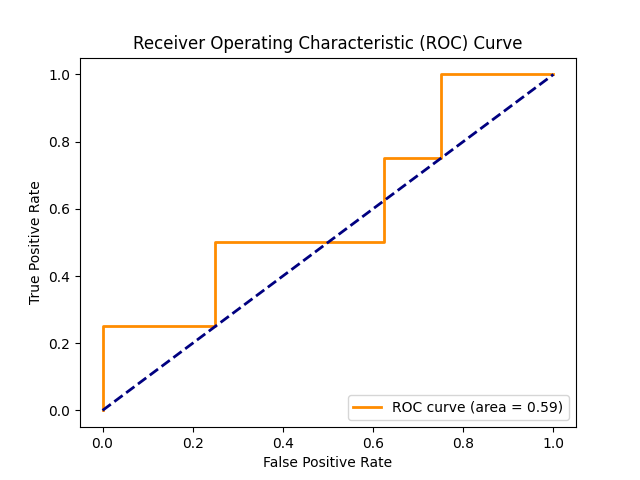 Receiver Operating Characteristic (ROC) Curve
1.0
0.8
0.6
0.4
0.2
0.0
True Positive Rate
ROC curve (area = 0.59)
0.0 0.2 0.4 0.6 0.8 1.0
False Positive Rate